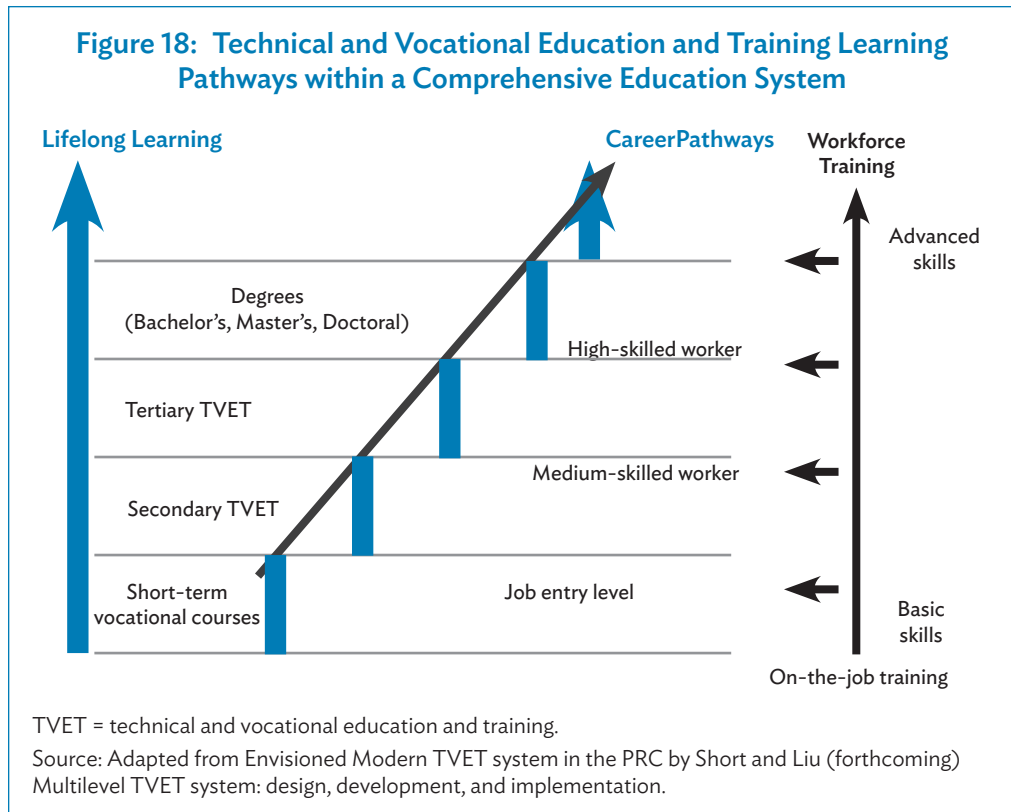 Figure 18: Technical and Vocational Education and Training Learning
Pathways within a Comprehensive Education System
Lifelong Learning
CareerPathways
Workforce
Training
Advanced
skills
Degrees
(Bachelor’s, Master’s, Doctoral)
High-skilled worker
Tertiary TVET
Medium-skilled worker
Secondary TVET
Short-term
vocational courses
Job entry level
Basic
skills
On-the-job training
TVET = technical and vocational education and training.
Source: Adapted from Envisioned Modern TVET system in the PRC by Short and Liu (forthcoming)
Multilevel TVET system: design, development, and implementation.